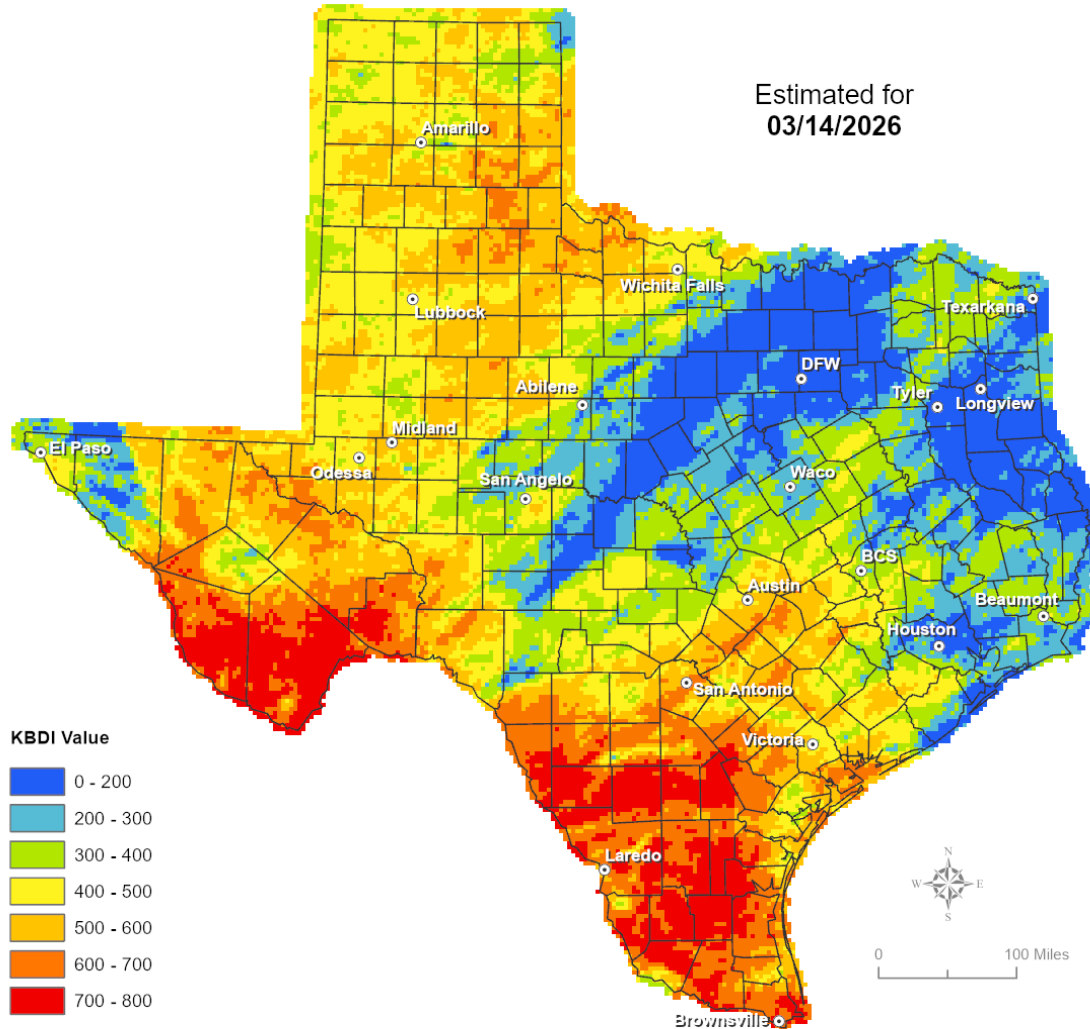 Estimated for
03/14/2026
Amarillo
Wichita Falls
Lubbock
Texarkana
DFW
Abilene
Tyler
Longview
Midland
El Paso
Odessa
San Angelo
Waco
BCS
Austin
Beaumont
Houston
San Antonio
Victoria
Laredo
Brownsville
KBDI Value
0 - 200
200 - 300
300 - 400
400 - 500
500 - 600
600 - 700
700 - 800
N
W E
S
0 100 Miles